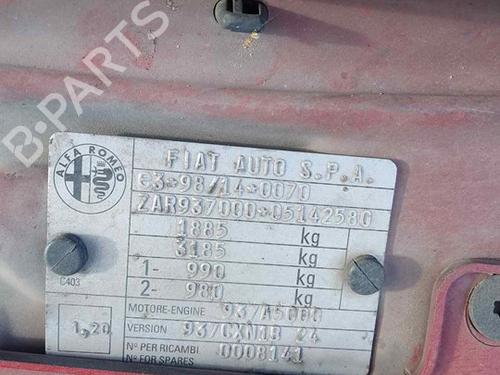 B-PARTS
ALFA ROMEO
FIAT AUTO S.P.A.
e3*98/14*0070
ZAR937000*05142580
1885 kg
3185 kg
1- 990 kg
2- 980 kg
C403
MOTORE-ENGINE 937A5000
1,20
VERSION 937CXN1B 24
Nº PER RICAMBI
Nº FOR SPARES 0008141